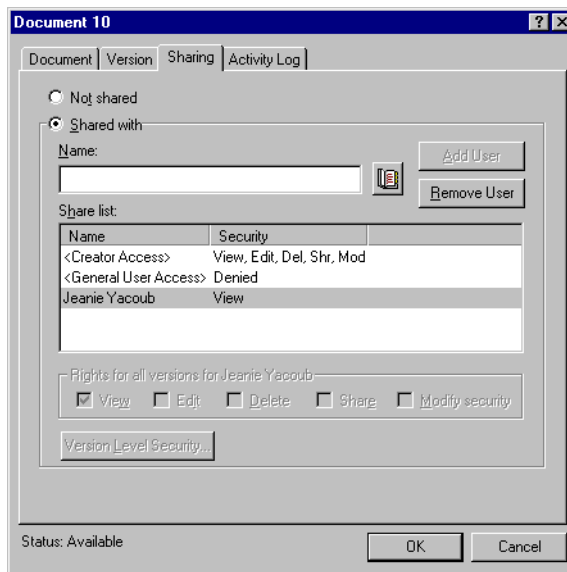 Document 10
Document Version Sharing Activity Log
Not shared
Shared with
Name:
Add User
Remove User
Share list:
Name Security
<Creator Access> View, Edit, Del, Shr, Mod
<General User Access> Denied
Jeanie Yacoub View
Rights for all versions for Jeanie Yacoub
View Edit Delete Share Modify security
Version Level Security...
Status: Available OK Cancel